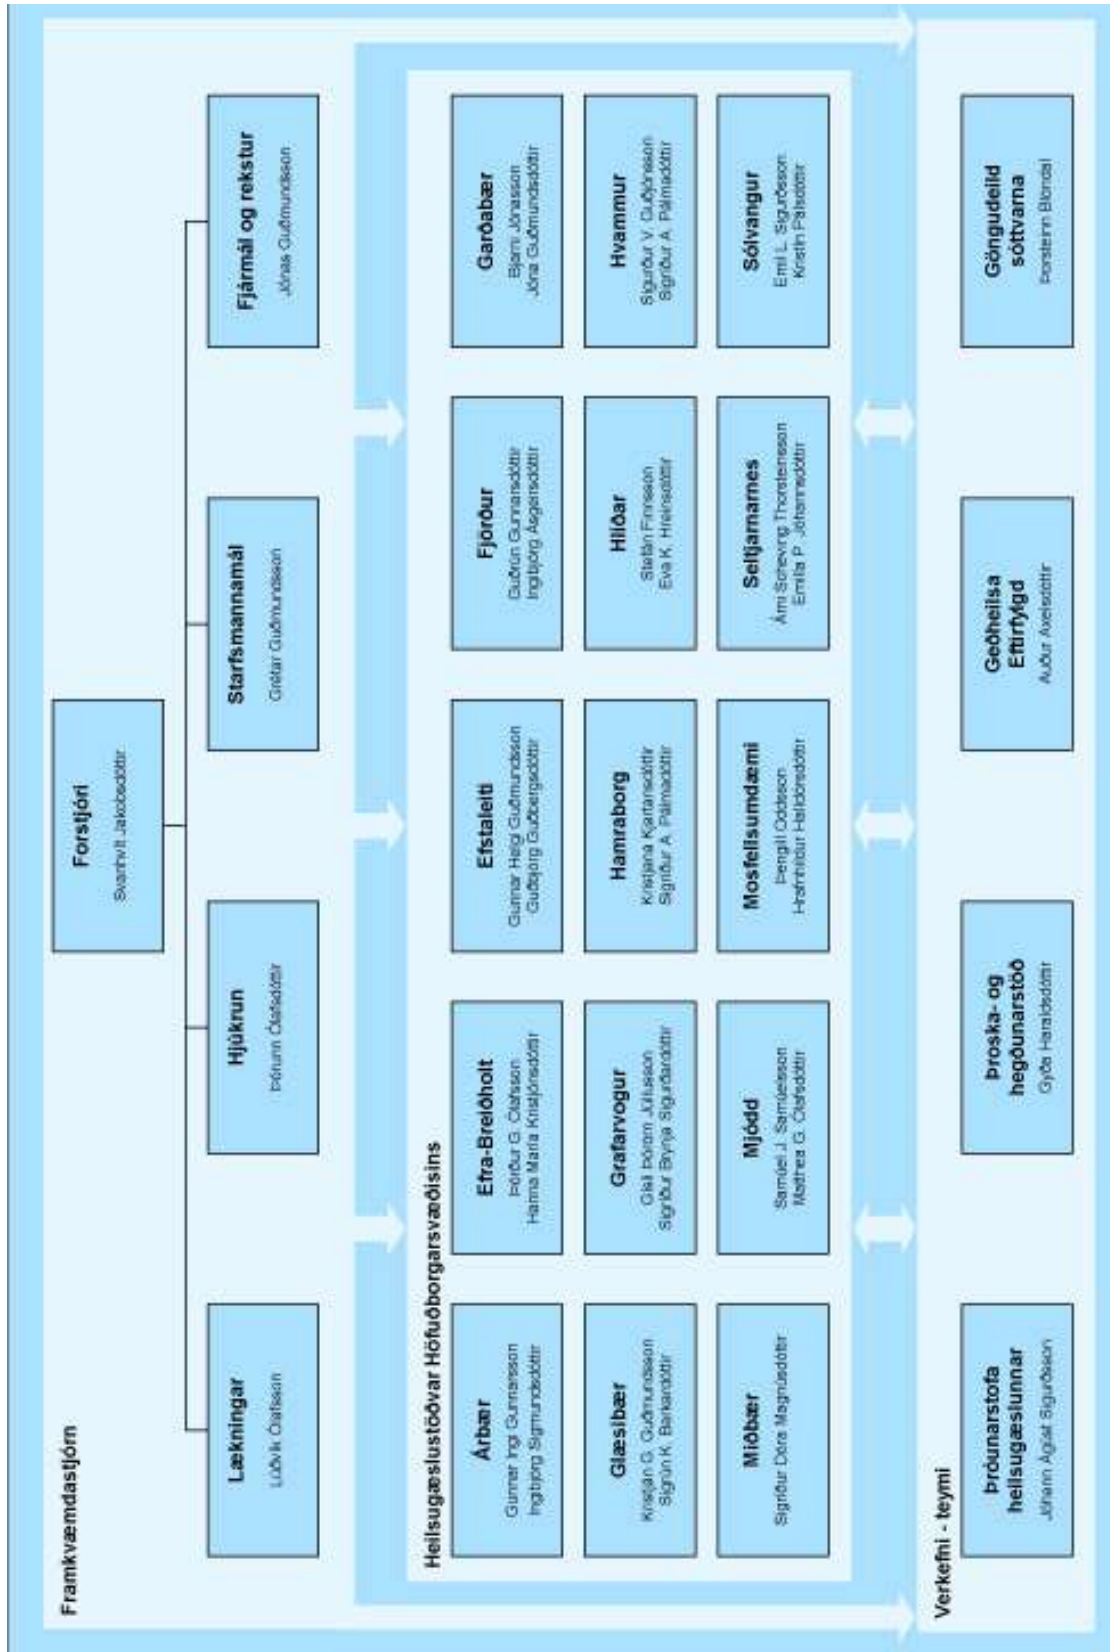 Framkvæmdastjórn
Forstjóri
Svanhvít Jakobsdóttir
Lækningar
Lúðvík Ólafsson
Hjúkrun
Þórunn Ólafsdóttir
Starfsmannamál
Grétar Guðmundsson
Fjármál og rekstur
Jónas Guðmundsson
Heilsugæslustöðvar Höfuðborgarsvæðisins
Árbær
Gunnar Ingi Gunnarsson
Ingibjörg Sigmundsdóttir
Efra-Breiðholt
Þórður G. Ólafsson
Hanna María Kristjónsdóttir
Efstaleiti
Gunnar Helgi Guðmundsson
Guðbjörg Guðbergsdóttir
Fjörður
Guðrún Gunnarsdóttir
Ingibjörg Ásgeirsdóttir
Garðabær
Bjarni Jónasson
Jóna Guðmundsdóttir
Glæsibær
Kristján G. Guðmundsson
Sigrún K. Barkardóttir
Grafarvogur
Gísli Þórörn Júlíusson
Sigríður Brynja Sigurðardóttir
Hamraborg
Kristjana Kjartansdóttir
Sigríður A. Pálmadóttir
Hlíðar
Stefán Finnsson
Eva K. Hreinsdóttir
Hvammur
Sigurður V. Guðjónsson
Sigríður A. Pálmadóttir
Miðbær
Sigríður Dóra Magnúsdóttir
Mjódd
Samúel J. Samúelsson
Matthea G. Ólafsdóttir
Mosfellsumdæmi
Þengill Oddsson
Hrafnhildur Halldórsdóttir
Seltjarnarnes
Árni Scheving Thorsteinsson
Emilía P. Jóhannsdóttir
Sólvangur
Emil L. Sigurðsson
Kristín Pálsdóttir
Verkefni - teymi
Þróunarstofa
heilsugæslunnar
Jóhann Ágúst Sigurðsson
Þroska- og
hegðunarstöð
Gyða Haraldsdóttir
Geðheilsa
Eftirfylgd
Auður Axelsdóttir
Göngudeild
sóttvarna
Þorsteinn Blöndal